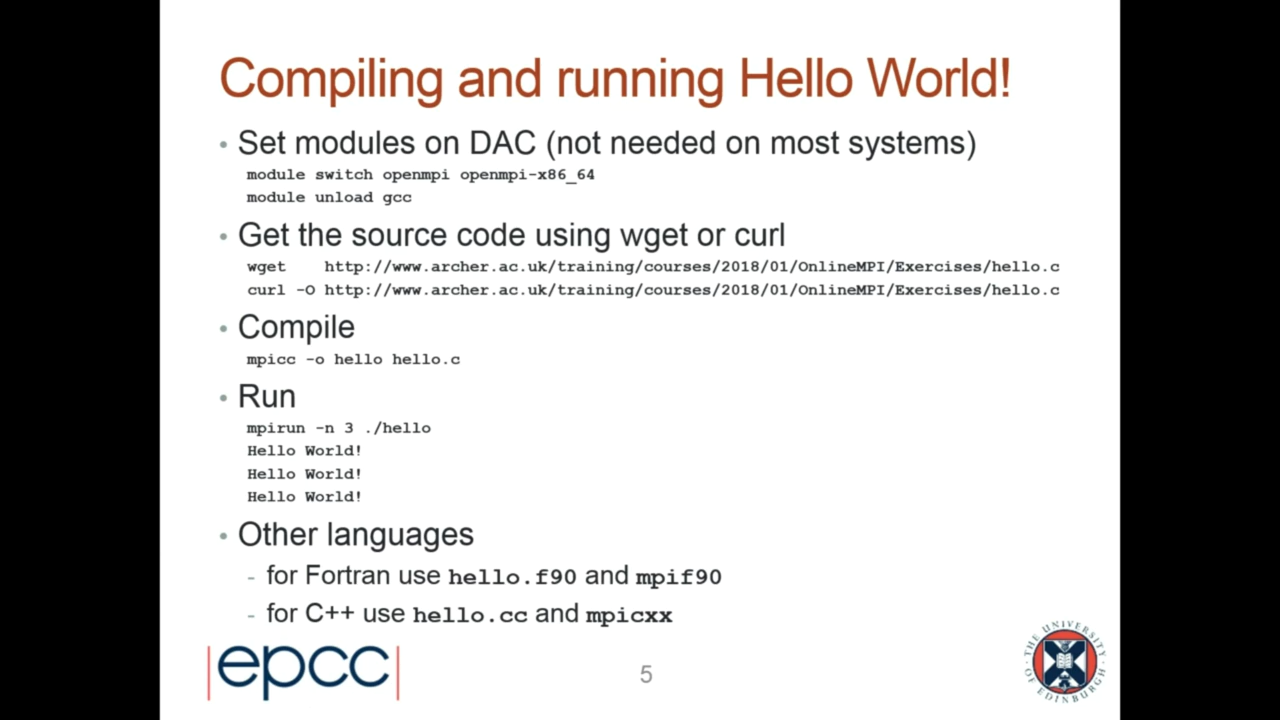 Compiling and running Hello World!
• Set modules on DAC (not needed on most systems)
module switch openmpi openmpi-x86_64
module unload gcc
• Get the source code using wget or curl
wget    http://www.archer.ac.uk/training/courses/2018/01/OnlineMPI/Exercises/hello.c
curl -O http://www.archer.ac.uk/training/courses/2018/01/OnlineMPI/Exercises/hello.c
• Compile
mpicc -o hello hello.c
• Run
mpirun -n 3 ./hello
Hello World!
Hello World!
Hello World!
• Other languages
- for Fortran use hello.f90 and mpif90
- for C++ use hello.cc and mpicxx
epcc
5
THE UNIVERSITY OF EDINBURGH